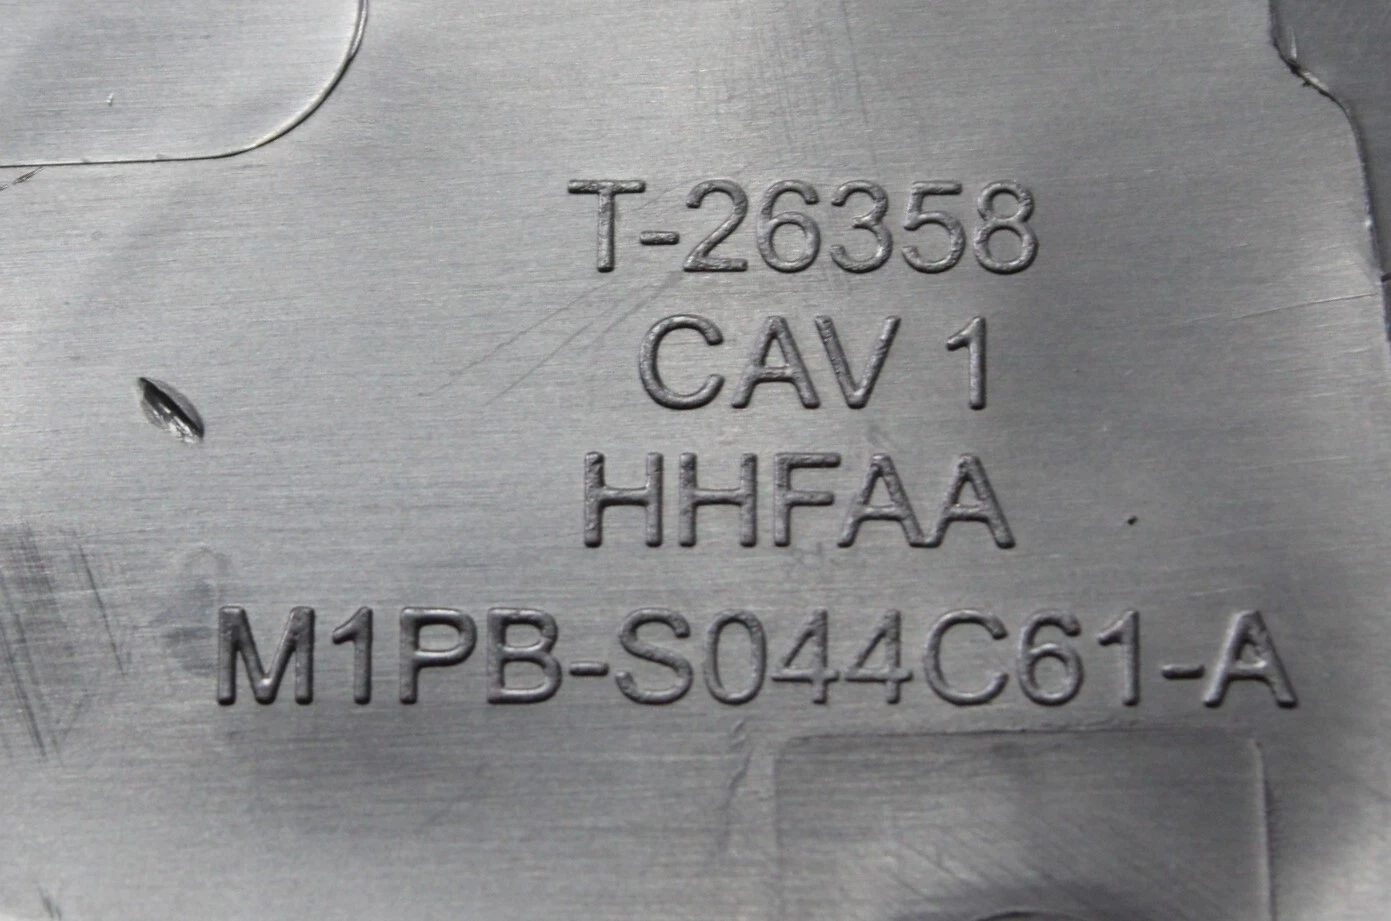 T-26358
CAV 1
HHFAA
M1PB-S044C61-A